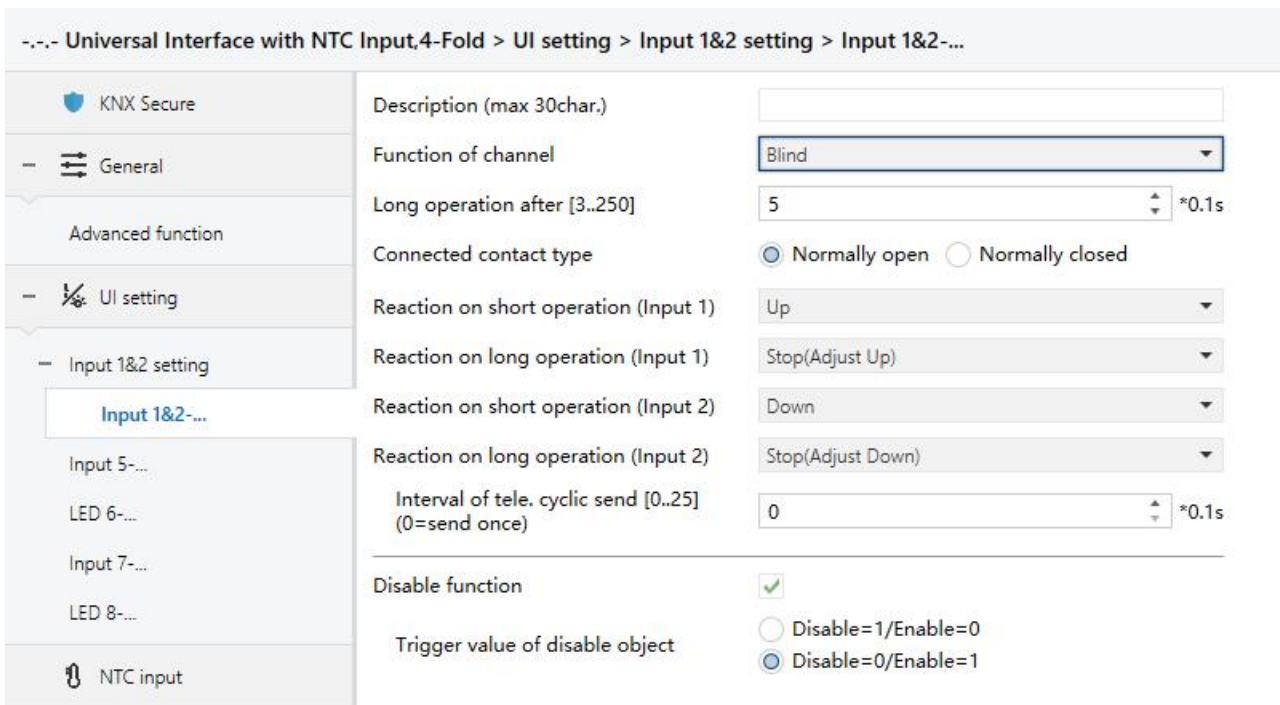 -.-.- Universal Interface with NTC Input,4-Fold > UI setting > Input 1&2 setting > Input 1&2-...
KNX Secure
General
Advanced function
UI setting
Input 1&2 setting
Input 1&2-...
Input 5-...
LED 6-...
Input 7-...
LED 8-...
NTC input
Description (max 30char.)
Function of channel Blind
Long operation after [3..250] 5 *0.1s
Connected contact type Normally open Normally closed
Reaction on short operation (Input 1) Up
Reaction on long operation (Input 1) Stop(Adjust Up)
Reaction on short operation (Input 2) Down
Reaction on long operation (Input 2) Stop(Adjust Down)
Interval of tele. cyclic send [0..25]
(0=send once) 0 *0.1s
Disable function
Trigger value of disable object
Disable=1/Enable=0
Disable=0/Enable=1